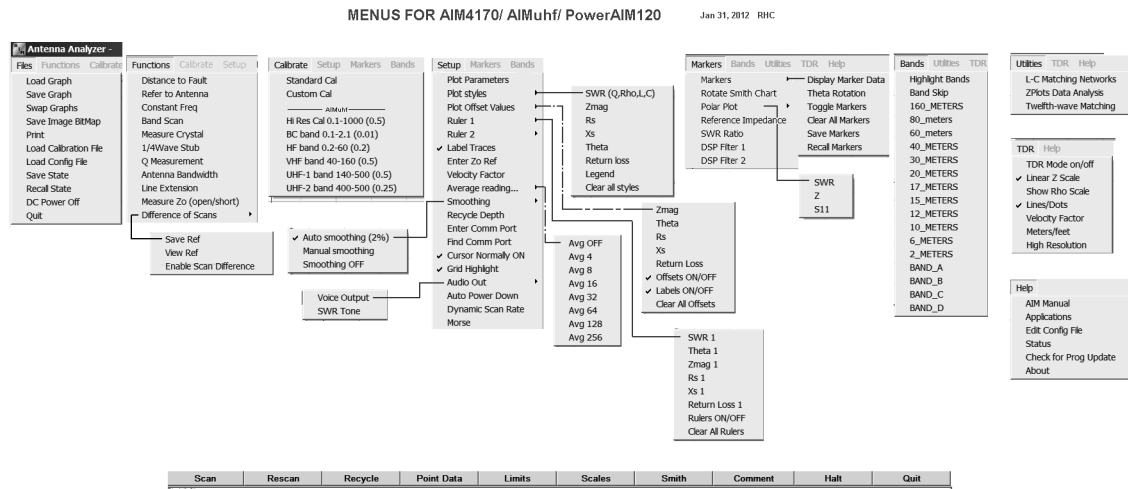 MENUS FOR AIM4170/ AIMuhf/ PowerAIM120
Jan 31, 2012 RHC
Antenna Analyzer -
Files Functions Calibrate
Load Graph
Save Graph
Swap Graphs
Save Image BitMap
Print
Load Calibration File
Load Config File
Save State
Recall State
DC Power Off
Quit
Functions Calibrate Setup
Distance to Fault
Refer to Antenna
Constant Freq
Band Scan
Measure Crystal
1/4Wave Stub
Q Measurement
Antenna Bandwidth
Line Extension
Measure Zo (open/short)
Difference of Scans
Save Ref
View Ref
Enable Scan Difference
Calibrate Setup Markers Bands
Standard Cal
Custom Cal
AIMuhf
Hi Res Cal 0.1-1000 (0.5)
BC band 0.1-2.1 (0.01)
HF band 0.2-60 (0.2)
VHF band 40-160 (0.5)
UHF-1 band 140-500 (0.5)
UHF-2 band 400-500 (0.25)
Auto smoothing (2%)
Manual smoothing
Smoothing OFF
Voice Output
SWR Tone
Setup Markers Bands
Plot Parameters
Plot styles
Plot Offset Values
Ruler 1
Ruler 2
Label Traces
Enter Zo Ref
Velocity Factor
Average reading...
Smoothing
Recycle Depth
Enter Comm Port
Find Comm Port
Cursor Normally ON
Grid Highlight
Audio Out
Auto Power Down
Dynamic Scan Rate
Morse
SWR (Q,Rho,L,C)
Zmag
Rs
Xs
Theta
Return loss
Legend
Clear all styles
Avg OFF
Avg 4
Avg 8
Avg 16
Avg 32
Avg 64
Avg 128
Avg 256
Zmag
Theta
Rs
Xs
Return Loss
Offsets ON/OFF
Labels ON/OFF
Clear All Offsets
SWR 1
Theta 1
Zmag 1
Rs 1
Xs 1
Return Loss 1
Rulers ON/OFF
Clear All Rulers
Markers Bands Utilities TDR Help
Markers
Rotate Smith Chart
Polar Plot
Reference Impedance
SWR Ratio
DSP Filter 1
DSP Filter 2
Display Marker Data
Theta Rotation
Toggle Markers
Clear All Markers
Save Markers
Recall Markers
SWR
Z
S11
Bands Utilities TDR
Highlight Bands
Band Skip
160_METERS
80_meters
60_meters
40_METERS
30_METERS
20_METERS
17_METERS
15_METERS
12_METERS
10_METERS
6_METERS
2_METERS
BAND_A
BAND_B
BAND_C
BAND_D
Utilities TDR Help
L-C Matching Networks
ZPlots Data Analysis
Twelfth-wave Matching
TDR Help
TDR Mode on/off
Linear Z Scale
Show Rho Scale
Lines/Dots
Velocity Factor
Meters/feet
High Resolution
Help
AIM Manual
Applications
Edit Config File
Status
Check for Prog Update
About
Scan Rescan Recycle Point Data Limits Scales Smith Comment Halt Quit